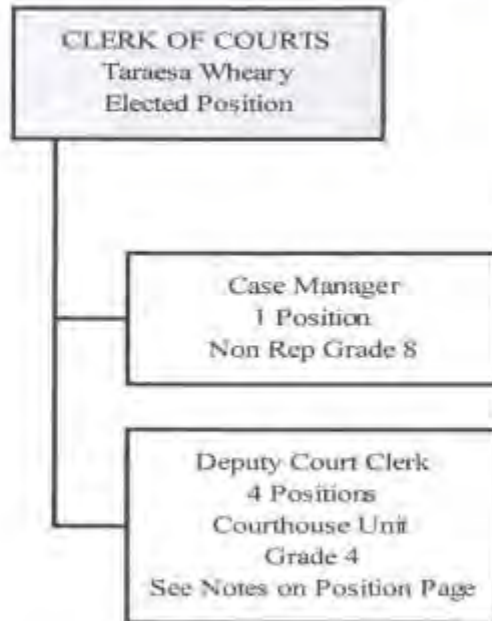 CLERK OF COURTS
Taraesa Wheary
Elected Position
Case Manager
1 Position
Non Rep Grade 8
Deputy Court Clerk
4 Positions
Courthouse Unit
Grade 4
See Notes on Position Page